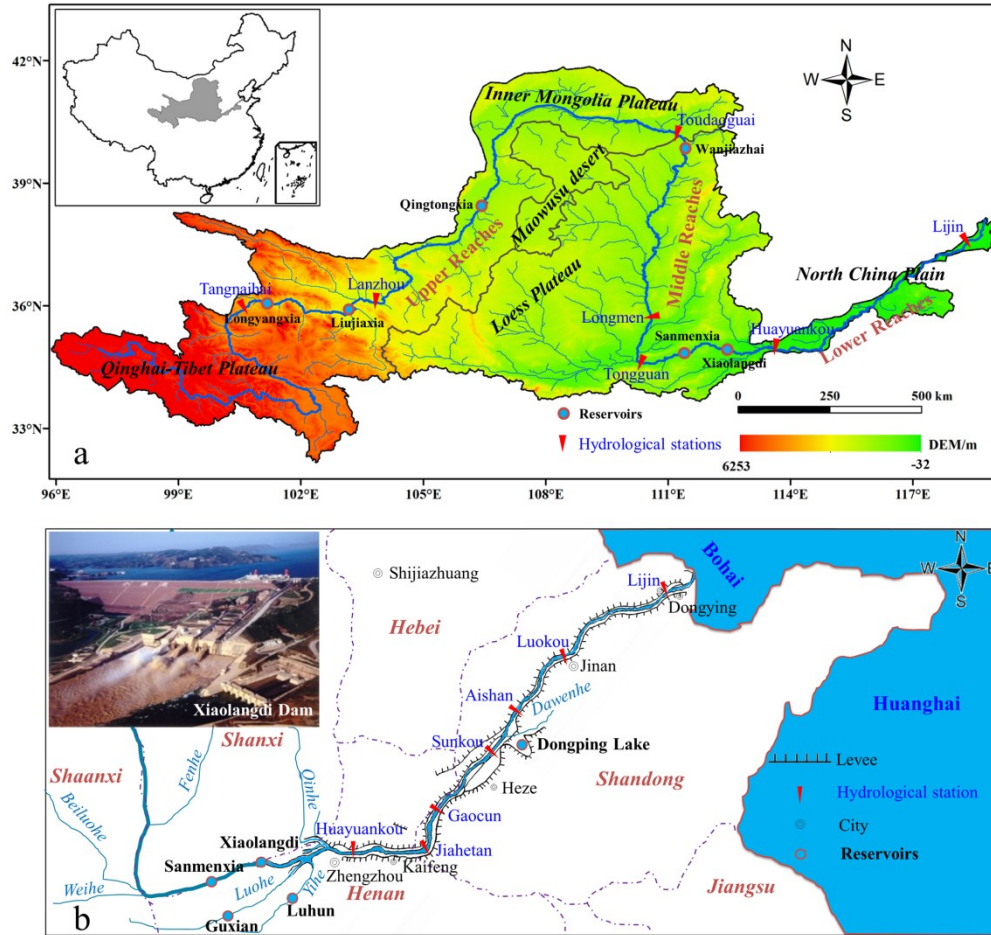 42°N
39°N
36°N
33°N
N
W
E
S
Inner Mongolia Plateau
Toudaoguai
Wanjiazhai
Maowusu desert
Qingtongxia
Upper Reaches
Middle Reaches
Lijin
North China Plain
Tangnaihai
Lanzhou
Longyangxia
Liujiaxia
Loess Plateau
Longmen
Sanmenxia
Huayuankou
Lower Reaches
Xiaolangdi
Tongguan
Qinghai-Tibet Plateau
0 250 500 km
Reservoirs
Hydrological stations
DEM/m
6253 -32
a
96°E 99°E 102°E 105°E 108°E 111°E 114°E 117°E
N
W
E
S
Bohai
Shijiazhuang
Lijin
Dongying
Hebei
Luokou
Jinan
Xiaolangdi Dam
Aishan
Dawenhe
Huanghai
Shanxi
Sunkou
Dongping Lake
Levee
Shaanxi
Fenhe
Shandong
Hydrological station
Beiluohe
Qinhe
Heze
Gaocun
City
Huayuankou
Xiaolangdi
Jiahetan
Reservoirs
Sanmenxia
Zhengzhou
Kaifeng
Weihe
Luohe
Yihe
Henan
Jiangsu
Luhun
Guxian
b